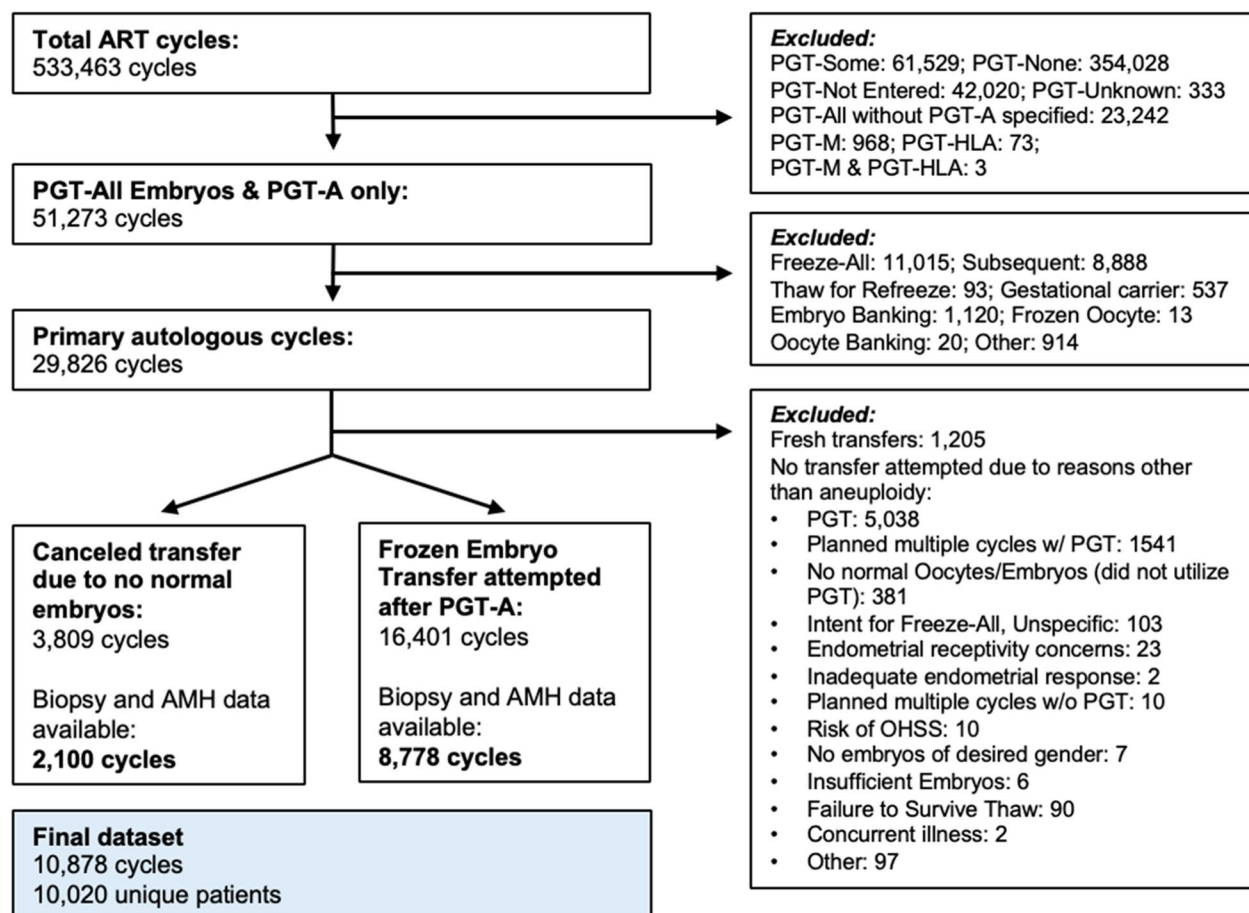 Total ART cycles:
533,463 cycles
Excluded:
PGT-Some: 61,529; PGT-None: 354,028
PGT-Not Entered: 42,020; PGT-Unknown: 333
PGT-All without PGT-A specified: 23,242
PGT-M: 968; PGT-HLA: 73;
PGT-M & PGT-HLA: 3
PGT-All Embryos & PGT-A only:
51,273 cycles
Excluded:
Freeze-All: 11,015; Subsequent: 8,888
Thaw for Refreeze: 93; Gestational carrier: 537
Embryo Banking: 1,120; Frozen Oocyte: 13
Oocyte Banking: 20; Other: 914
Primary autologous cycles:
29,826 cycles
Excluded:
Fresh transfers: 1,205
No transfer attempted due to reasons other
than aneuploidy:
• PGT: 5,038
• Planned multiple cycles w/ PGT: 1541
• No normal Oocytes/Embryos (did not utilize
PGT): 381
• Intent for Freeze-All, Unspecific: 103
• Endometrial receptivity concerns: 23
• Inadequate endometrial response: 2
• Planned multiple cycles w/o PGT: 10
• Risk of OHSS: 10
• No embryos of desired gender: 7
• Insufficient Embryos: 6
• Failure to Survive Thaw: 90
• Concurrent illness: 2
• Other: 97
Canceled transfer
due to no normal
embryos:
3,809 cycles
Biopsy and AMH data
available:
2,100 cycles
Frozen Embryo
Transfer attempted
after PGT-A:
16,401 cycles
Biopsy and AMH data
available:
8,778 cycles
Final dataset
10,878 cycles
10,020 unique patients